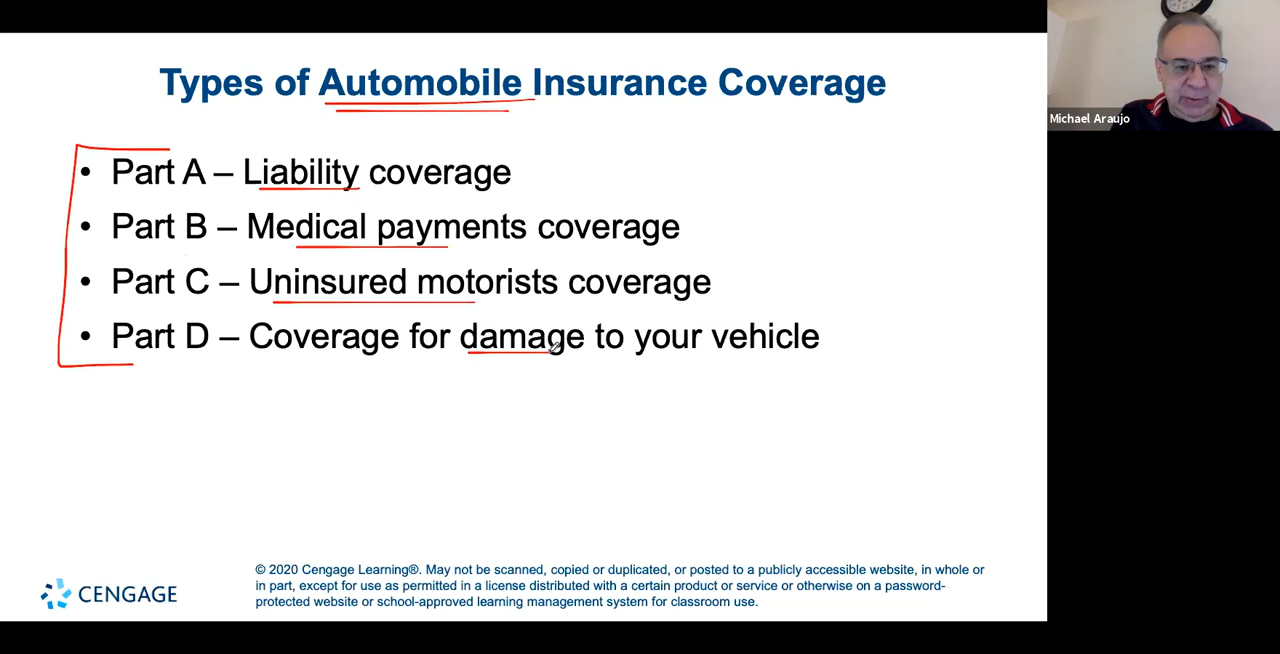 Types of Automobile Insurance Coverage
• Part A – Liability coverage
• Part B – Medical payments coverage
• Part C – Uninsured motorists coverage
• Part D – Coverage for damage to your vehicle
Michael Araujo
© 2020 Cengage Learning®. May not be scanned, copied or duplicated, or posted to a publicly accessible website, in whole or
in part, except for use as permitted in a license distributed with a certain product or service or otherwise on a password-
protected website or school-approved learning management system for classroom use.
CENGAGE